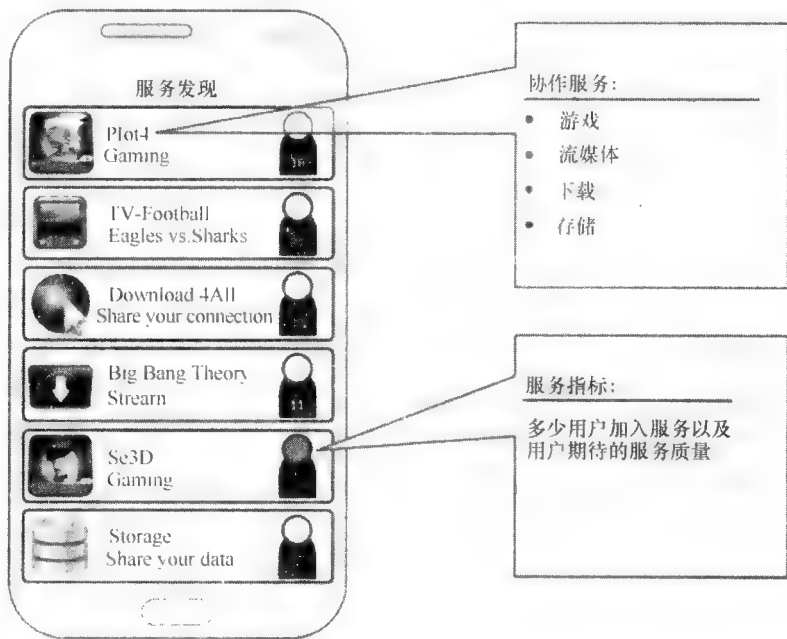 服务发现
Plot4
Gaming
16
TV-Football
Eagles vs.Sharks
Download 4All
Share your connection
Big Bang Theory
Stream
11
Se3D
Gaming
Storage
Share your data
协作服务:
• 游戏
• 流媒体
• 下载
• 存储
服务指标:
多少用户加入服务以及
用户期待的服务质量